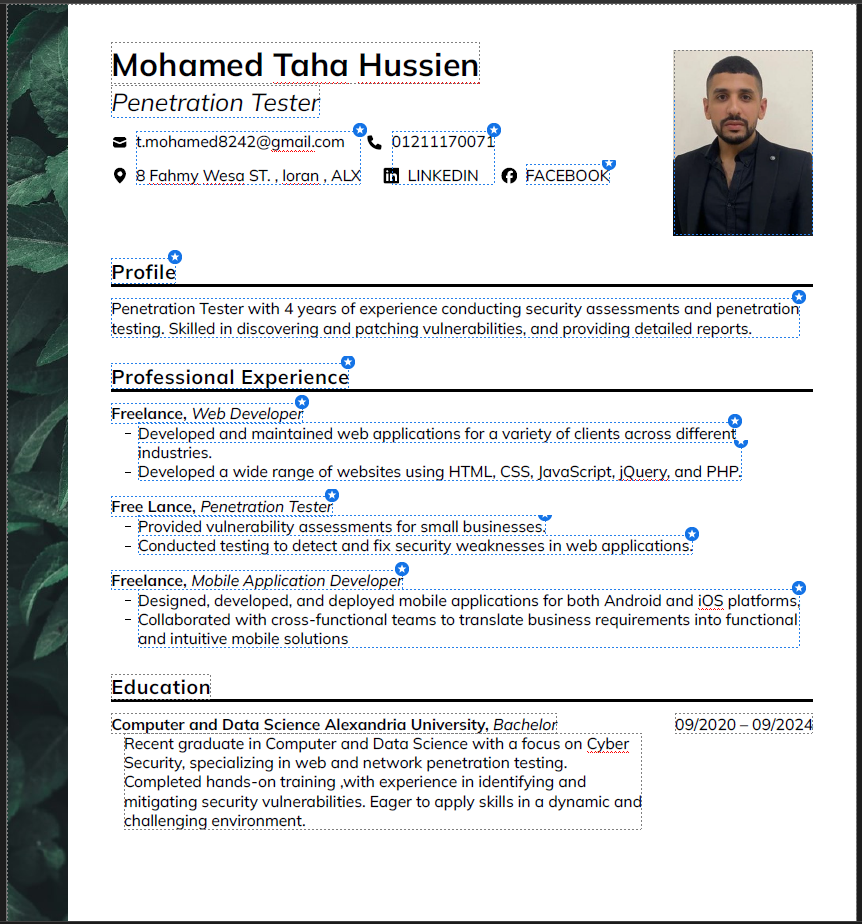 Mohamed Taha Hussien
Penetration Tester
t.mohamed8242@gmail.com 01211170071
8 Fahmy Wesa ST. , loran , ALX LINKEDIN FACEBOOK
Profile
Penetration Tester with 4 years of experience conducting security assessments and penetration
testing. Skilled in discovering and patching vulnerabilities, and providing detailed reports.
Professional Experience
Freelance, Web Developer
- Developed and maintained web applications for a variety of clients across different
industries.
- Developed a wide range of websites using HTML, CSS, JavaScript, jQuery, and PHP.
Free Lance, Penetration Tester
- Provided vulnerability assessments for small businesses.
- Conducted testing to detect and fix security weaknesses in web applications.
Freelance, Mobile Application Developer
- Designed, developed, and deployed mobile applications for both Android and iOS platforms.
- Collaborated with cross-functional teams to translate business requirements into functional
and intuitive mobile solutions
Education
Computer and Data Science Alexandria University, Bachelor 09/2020 – 09/2024
Recent graduate in Computer and Data Science with a focus on Cyber
Security, specializing in web and network penetration testing.
Completed hands-on training ,with experience in identifying and
mitigating security vulnerabilities. Eager to apply skills in a dynamic and
challenging environment.